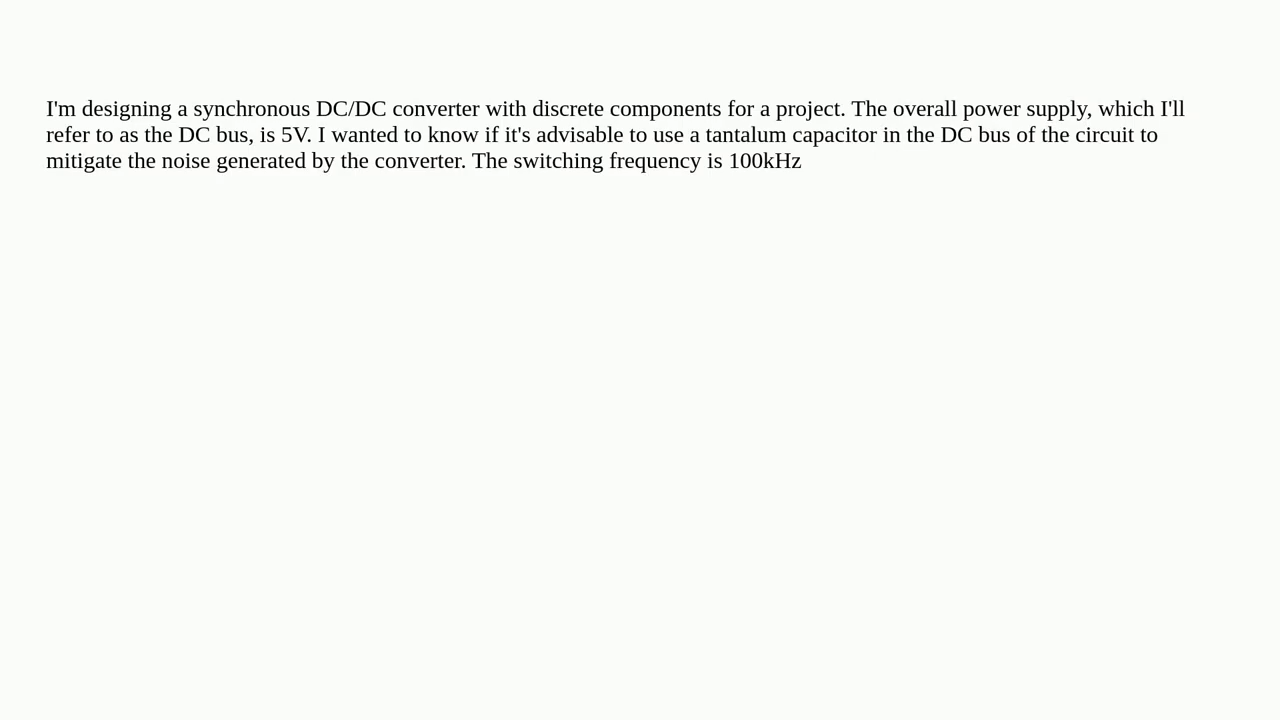 I'm designing a synchronous DC/DC converter with discrete components for a project. The overall power supply, which I'll
refer to as the DC bus, is 5V. I wanted to know if it's advisable to use a tantalum capacitor in the DC bus of the circuit to
mitigate the noise generated by the converter. The switching frequency is 100kHz